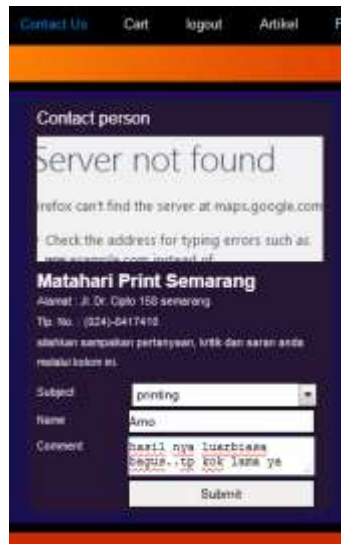 Contact Us Cart logout Artikel F
Contact person
Server not found
irefox can't find the server at maps.google.com
Check the address for typing errors such as
Matahari Print Semarang
Alamat : Jl. Dr. Cipto 158 semarang
Tlp. No. : (024)-8417410
silahkan sampaikan pertanyaan, kritik dan saran anda
melalui kolom ini.
Subject printing
Name Arno
Comment hasil nya luarbiasa
bagus..tp kok lama ya
Submit